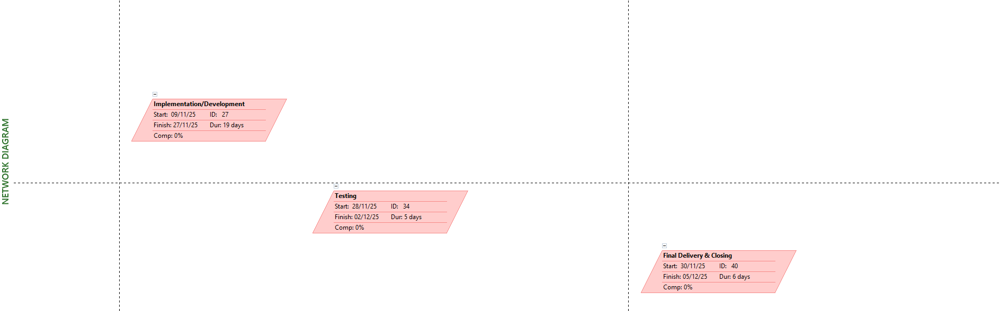 NETWORK DIAGRAM
Implementation/Development
Start: 09/11/25 ID: 27
Finish: 27/11/25 Dur: 19 days
Comp: 0%
Testing
Start: 28/11/25 ID: 34
Finish: 02/12/25 Dur: 5 days
Comp: 0%
Final Delivery & Closing
Start: 30/11/25 ID: 40
Finish: 05/12/25 Dur: 6 days
Comp: 0%